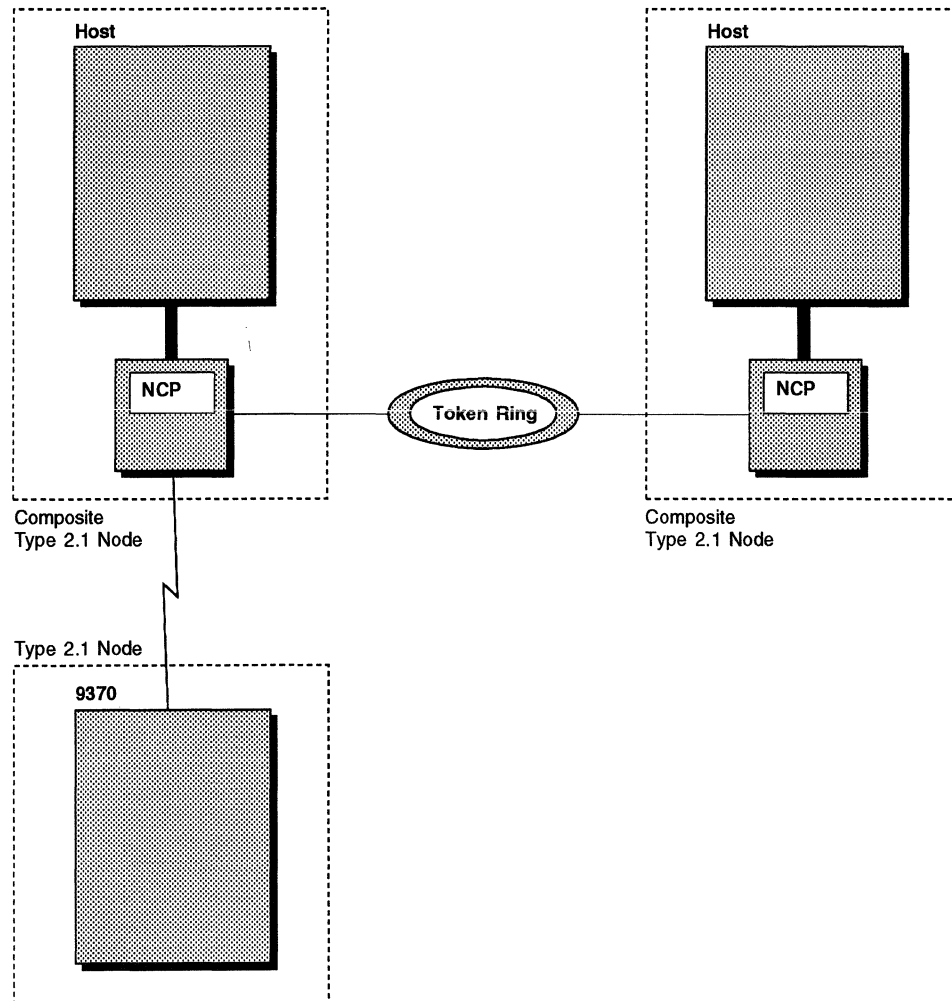 Host
Host
NCP
Token Ring
NCP
Composite
Type 2.1 Node
Composite
Type 2.1 Node
Type 2.1 Node
9370